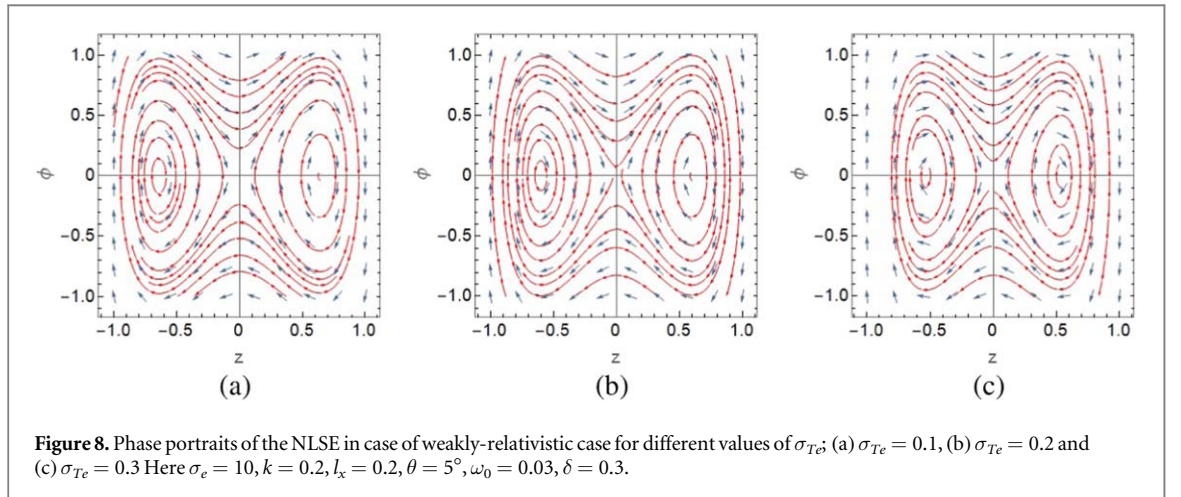 1.0
0.5
0
−0.5
−1.0
ϕ
−1.0 −0.5 0 0.5 1.0
z
(a)
1.0
0.5
0
−0.5
−1.0
ϕ
−1.0 −0.5 0 0.5 1.0
z
(b)
1.0
0.5
0
−0.5
−1.0
ϕ
−1.0 −0.5 0 0.5 1.0
z
(c)
Figure 8. Phase portraits of the NLSE in case of weakly-relativistic case for different values of σ_Te; (a) σ_Te = 0.1, (b) σ_Te = 0.2 and
(c) σ_Te = 0.3 Here σ_e = 10, k = 0.2, l_x = 0.2, θ = 5°, ω_0 = 0.03, δ = 0.3.